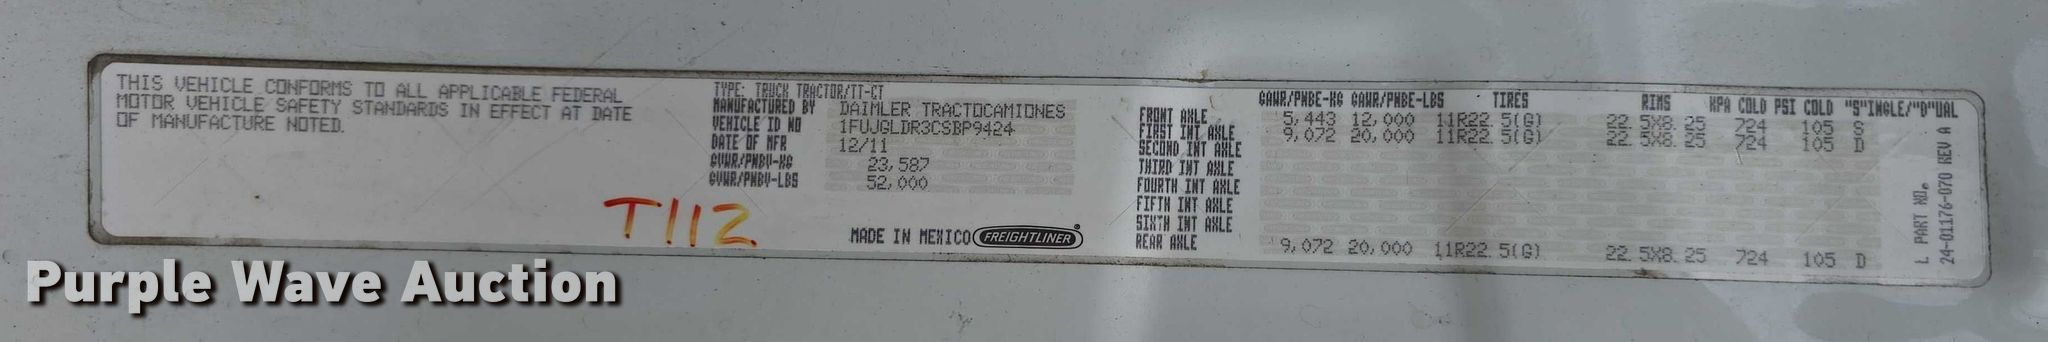 THIS VEHICLE CONFORMS TO ALL APPLICABLE FEDERAL
MOTOR VEHICLE SAFETY STANDARDS IN EFFECT AT DATE
OF MANUFACTURE NOTED.
T112
TYPE: TRUCK TRACTOR/TT-CT
MANUFACTURED BY DAIMLER TRACTOCAMIONES
VEHICLE ID NO 1FUJGLDR3CSBP9424
DATE OF MFR 12/11
GVWR/PNBV-KG 23,587
GVWR/PNBV-LBS 52,000
MADE IN MEXICO FREIGHTLINER®
GAWR/PNBE-KG GAWR/PNBE-LBS TIRES RIMS KPA COLD PSI COLD "S"INGLE/"D"UAL
FRONT AXLE 5,443 12,000 11R22.5(G) 22.5X8.25 724 105 S
FIRST INT AXLE 9,072 20,000 11R22.5(G) 22.5X8.25 724 105 D
SECOND INT AXLE
THIRD INT AXLE
FOURTH INT AXLE
FIFTH INT AXLE
SIXTH INT AXLE
REAR AXLE 9,072 20,000 11R22.5(G) 22.5X8.25 724 105 D
L PART NO.
24-01176-070 REV A
Purple Wave Auction